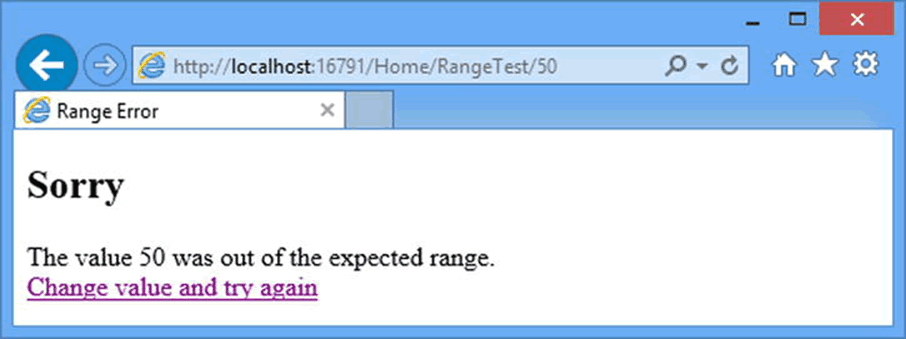 http://localhost:16791/Home/RangeTest/50
Range Error
Sorry
The value 50 was out of the expected range.
Change value and try again